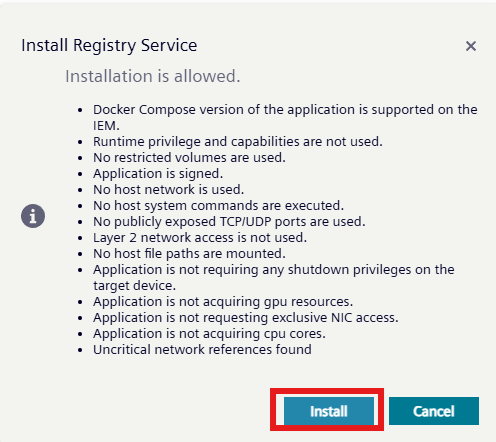 Install Registry Service
Installation is allowed.
• Docker Compose version of the application is supported on the
IEM.
• Runtime privilege and capabilities are not used.
• No restricted volumes are used.
• Application is signed.
• No host network is used.
• No host system commands are executed.
• No publicly exposed TCP/UDP ports are used.
• Layer 2 network access is not used.
• No host file paths are mounted.
• Application is not requiring any shutdown privileges on the
target device.
• Application is not acquiring gpu resources.
• Application is not requesting exclusive NIC access.
• Application is not acquiring cpu cores.
• Uncritical network references found
Install Cancel